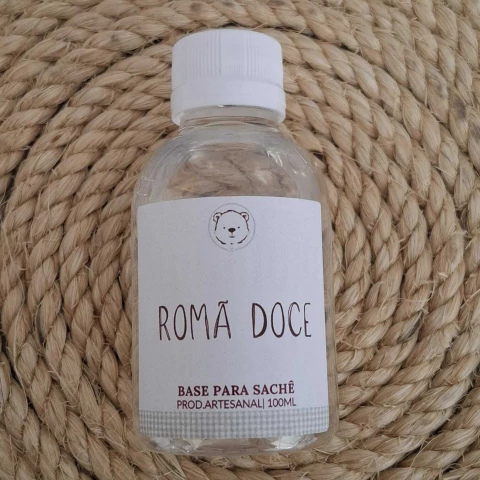 ROMÃ DOCE
BASE PARA SACHÊ
PROD.ARTESANAL| 100ML